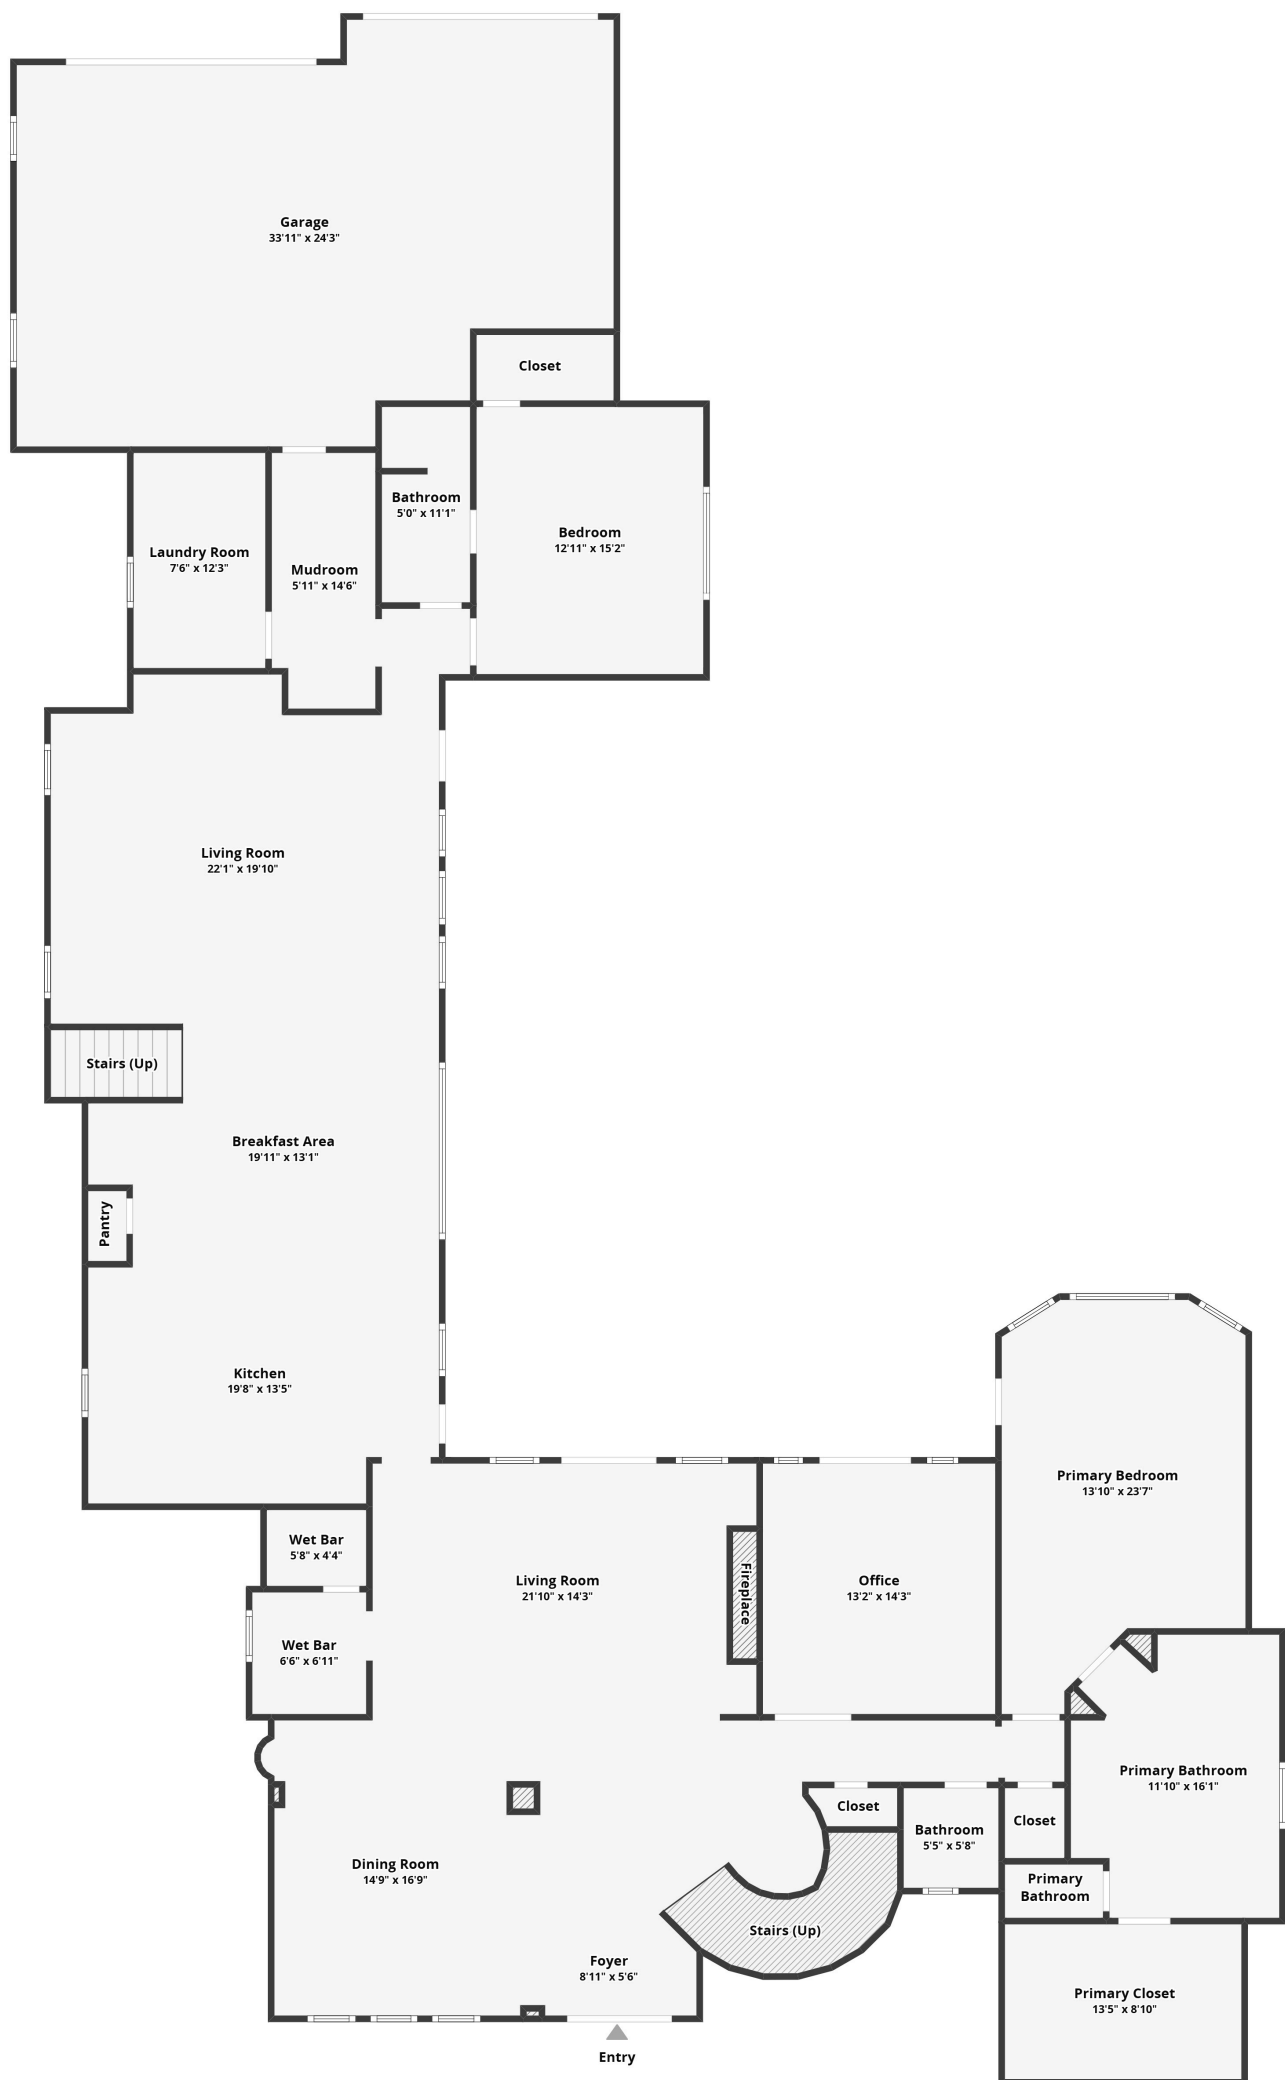 Garage
33'11" x 24'3"
Closet
Bathroom
5'0" x 11'1"
Bedroom
12'11" x 15'2"
Laundry Room
7'6" x 12'3"
Mudroom
5'11" x 14'6"
Living Room
22'1" x 19'10"
Stairs (Up)
Breakfast Area
19'11" x 13'1"
Pantry
Kitchen
19'8" x 13'5"
Primary Bedroom
13'10" x 23'7"
Wet Bar
5'8" x 4'4"
Living Room
21'10" x 14'3"
Fireplace
Office
13'2" x 14'3"
Wet Bar
6'6" x 6'11"
Primary Bathroom
11'10" x 16'1"
Closet
Bathroom
5'5" x 5'8"
Closet
Dining Room
14'9" x 16'9"
Primary
Bathroom
Stairs (Up)
Foyer
8'11" x 5'6"
Primary Closet
13'5" x 8'10"
Entry